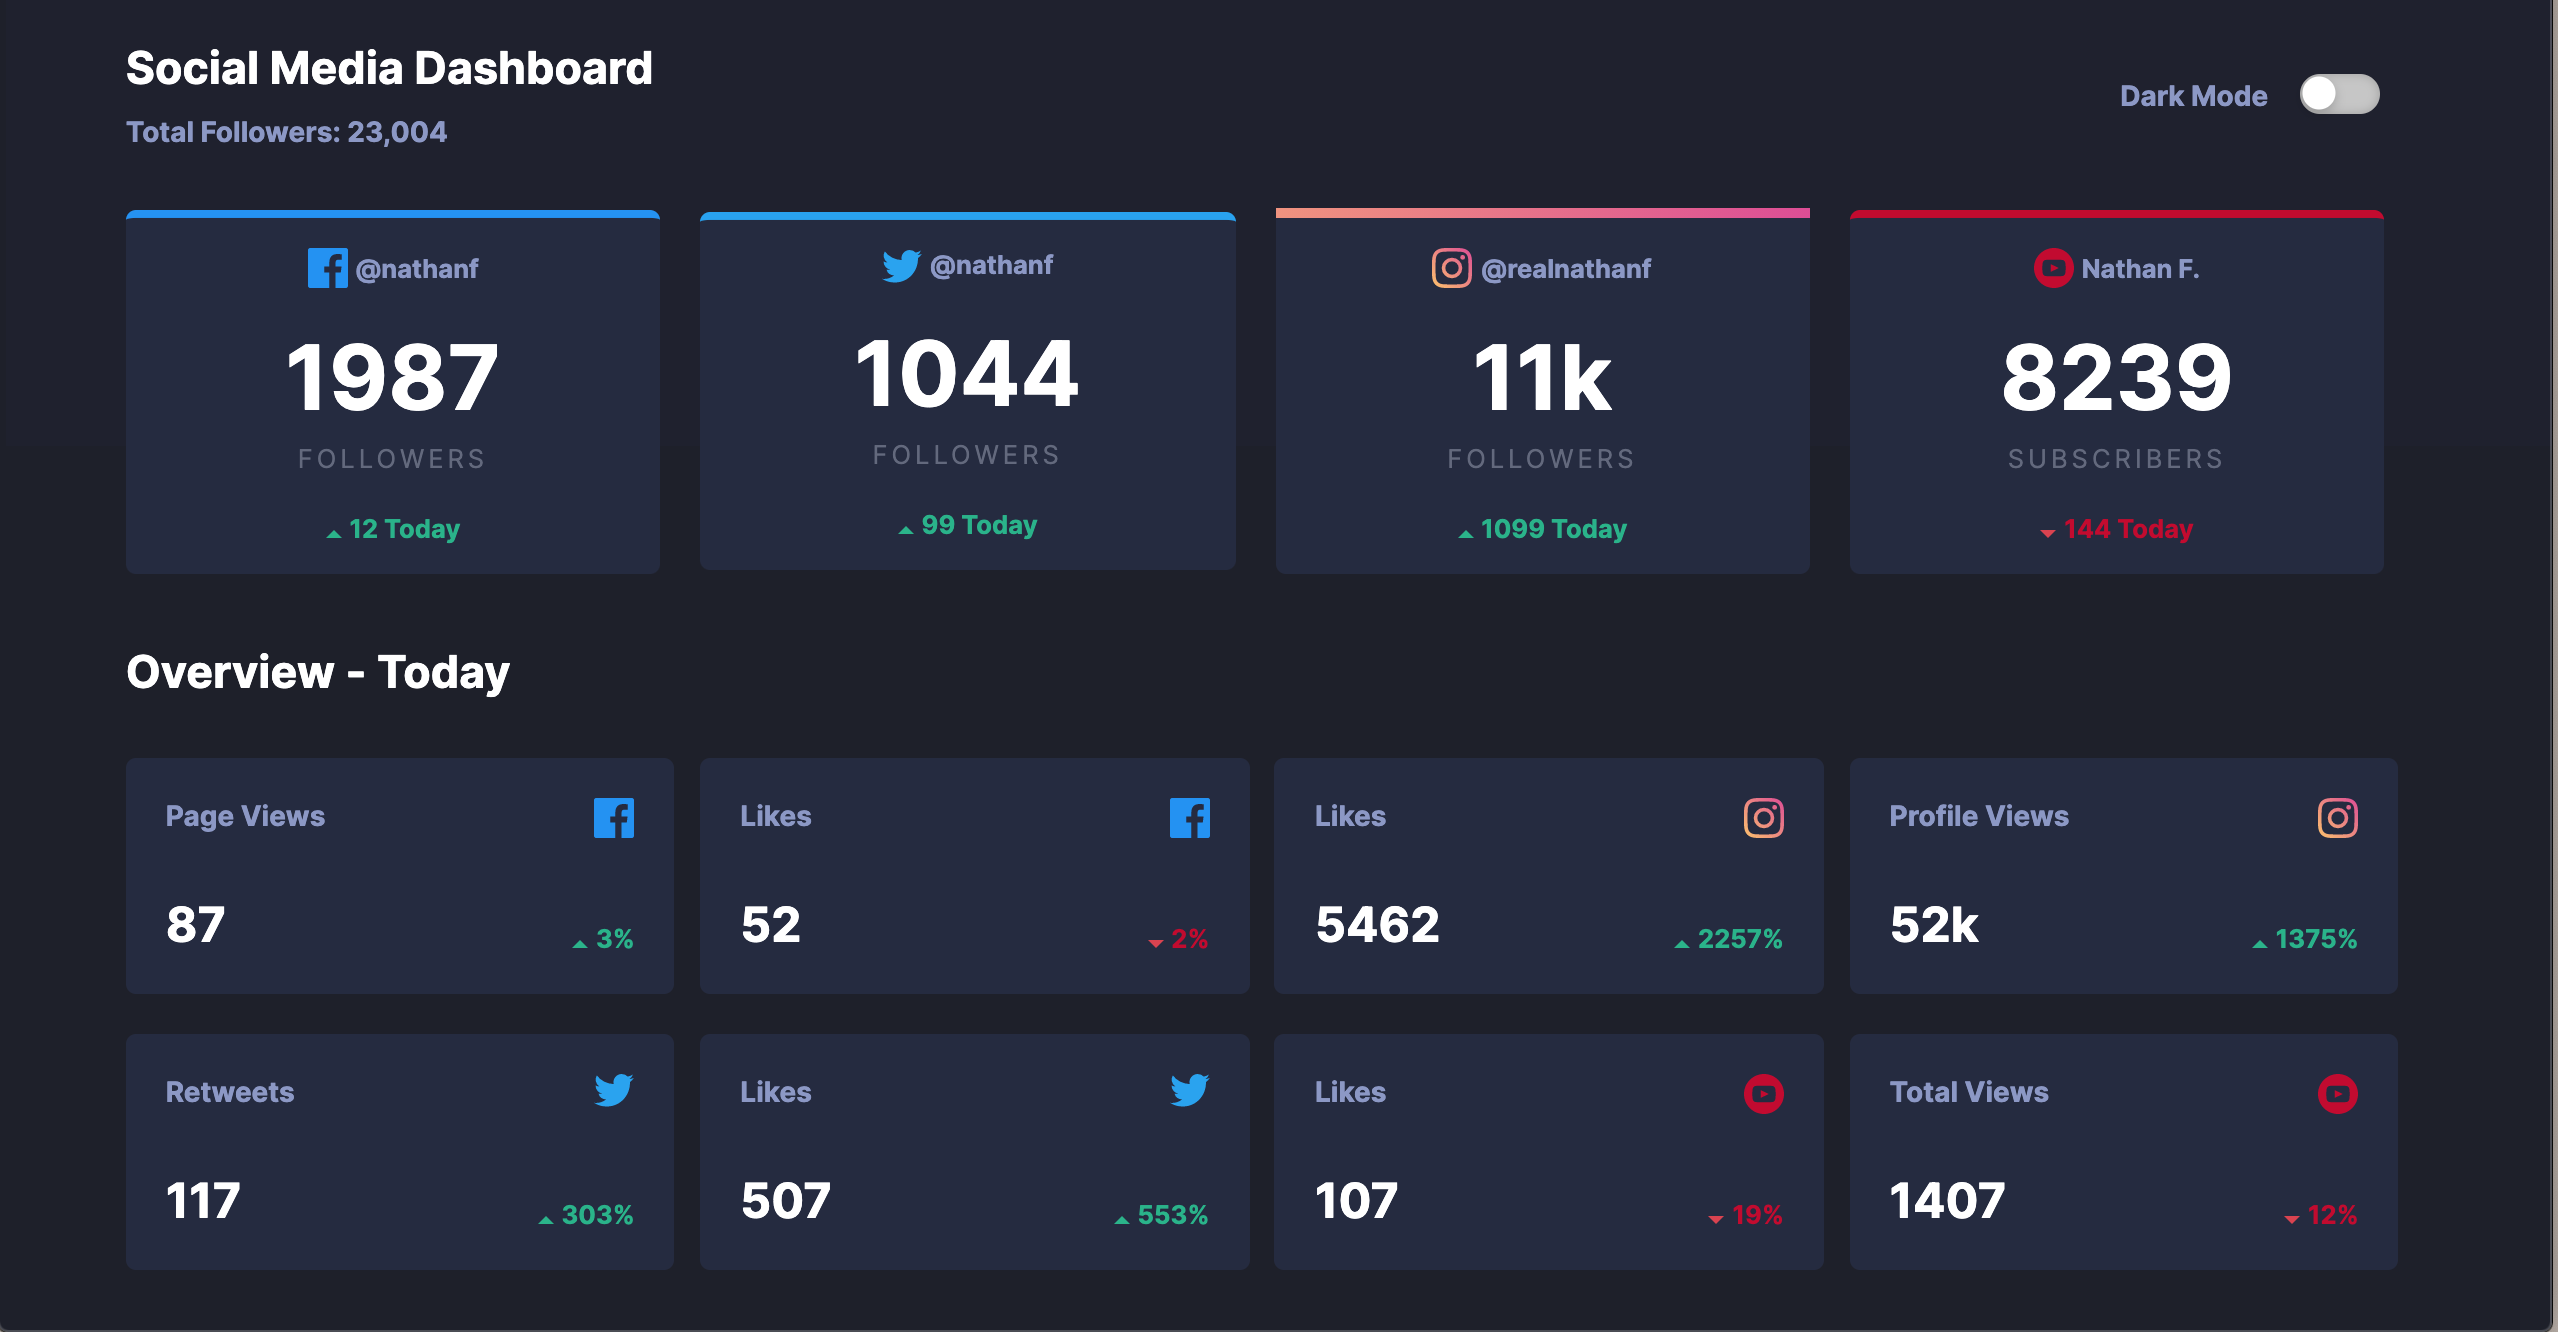 Social Media Dashboard
Total Followers: 23,004
Dark Mode
@nathanf
1987
FOLLOWERS
12 Today
@nathanf
1044
FOLLOWERS
99 Today
@realnathanf
11k
FOLLOWERS
1099 Today
Nathan F.
8239
SUBSCRIBERS
144 Today
Overview - Today
Page Views
87
3%
Likes
52
2%
Likes
5462
2257%
Profile Views
52k
1375%
Retweets
117
303%
Likes
507
553%
Likes
107
19%
Total Views
1407
12%